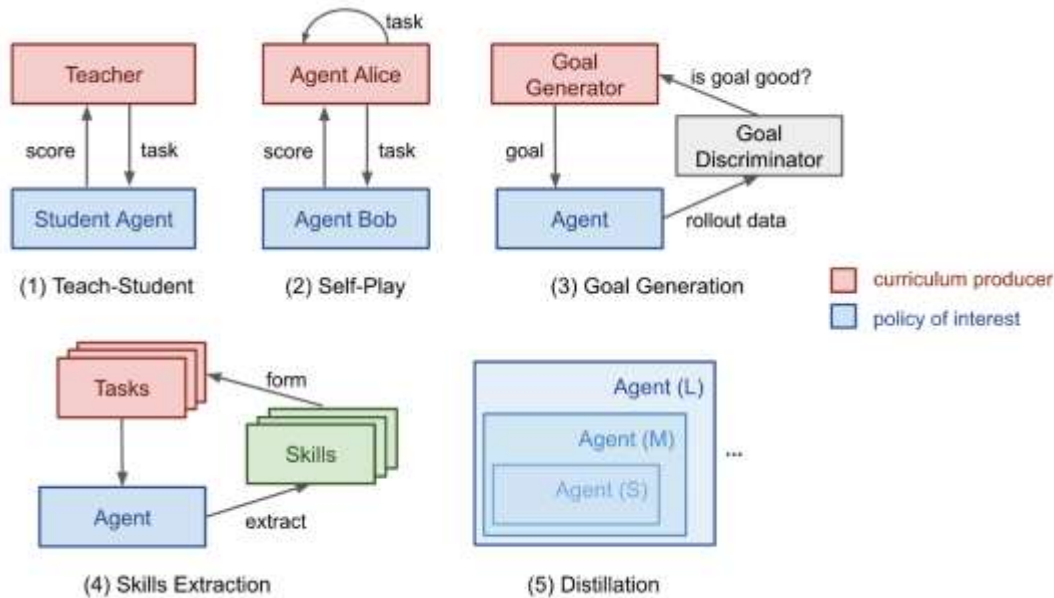 Teacher
score
task
Student Agent
(1) Teach-Student
task
Agent Alice
score
task
Agent Bob
(2) Self-Play
Goal
Generator
is goal good?
goal
Goal
Discriminator
Agent
rollout data
(3) Goal Generation
curriculum producer
policy of interest
Tasks
form
Skills
Agent
extract
(4) Skills Extraction
Agent (L)
Agent (M)
Agent (S)
...
(5) Distillation